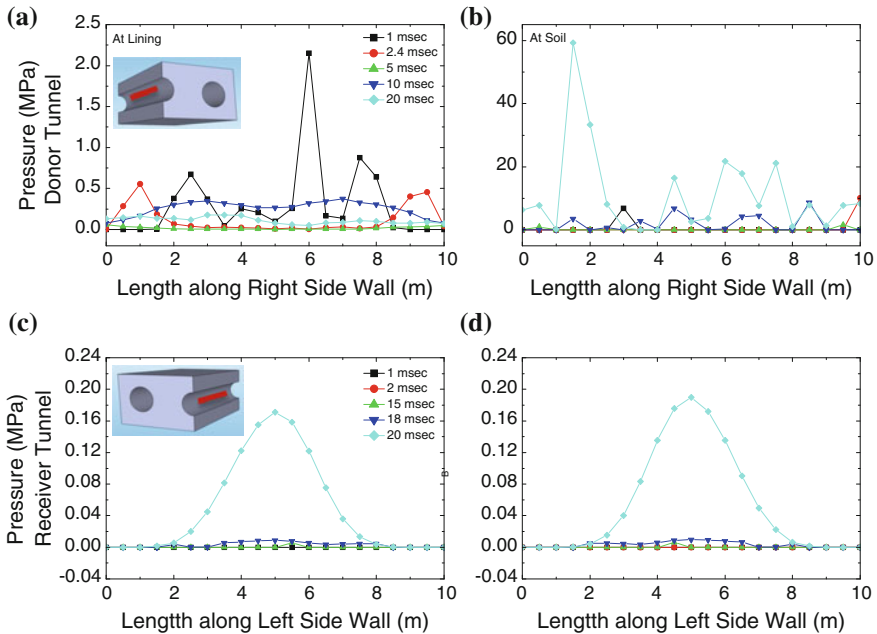 (a)
Pressure (MPa)
Donor Tunnel
2.5
2.0
1.5
1.0
0.5
0.0
At Lining
1 msec
2.4 msec
5 msec
10 msec
20 msec
0 2 4 6 8 10
Length along Right Side Wall (m)
(b)
60
40
20
0
At Soil
0 2 4 6 8 10
Length along Right Side Wall (m)
(c)
Pressure (MPa)
Receiver Tunnel
0.24
0.20
0.16
0.12
0.08
0.04
0.00
-0.04
1 msec
2 msec
15 msec
18 msec
20 msec
B
0 2 4 6 8 10
Lengtth along Left Side Wall (m)
(d)
0.24
0.20
0.16
0.12
0.08
0.04
0.00
-0.04
0 2 4 6 8 10
Lengtth along Left Side Wall (m)